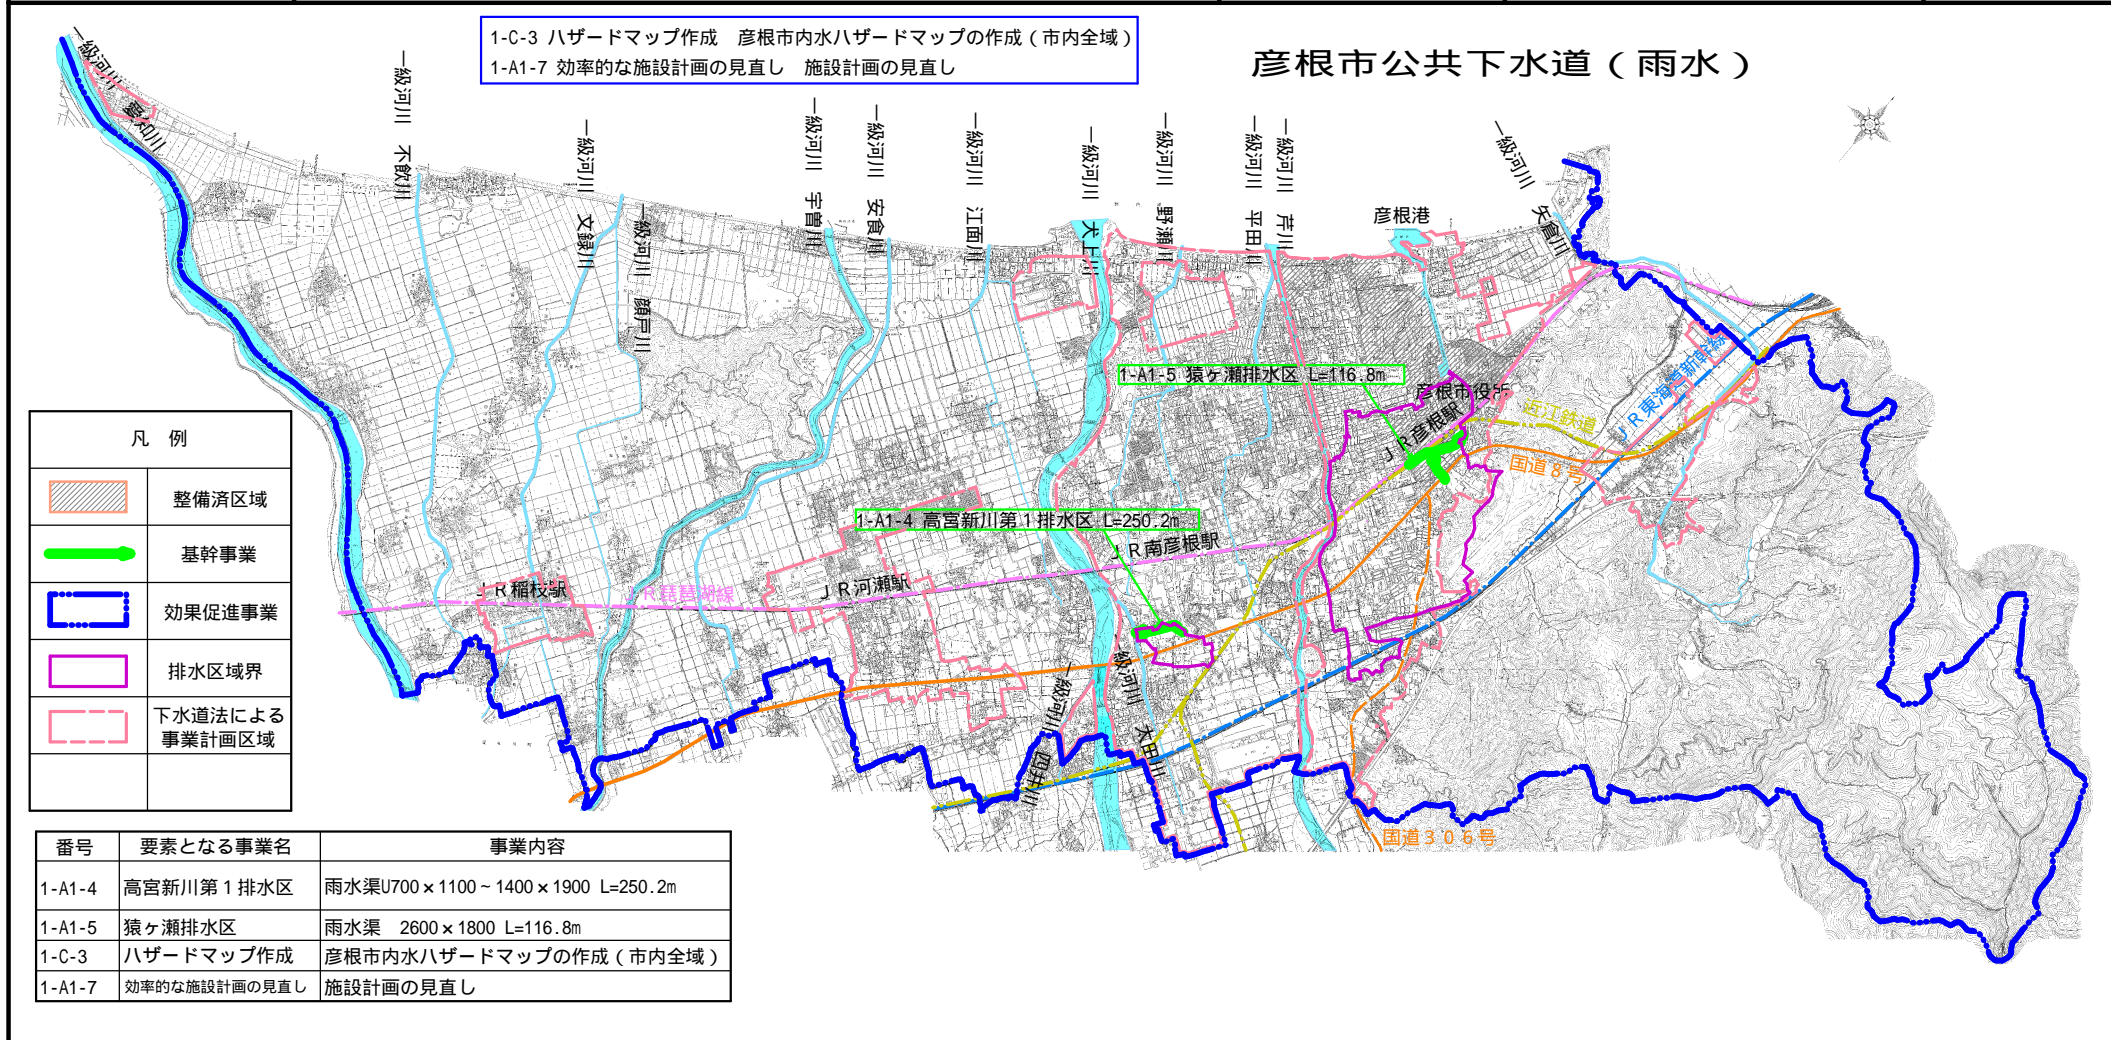 1-C-3 ハザードマップ作成　彦根市内水ハザードマップの作成（市内全域）
1-A1-7 効率的な施設計画の見直し　施設計画の見直し
彦根市公共下水道（雨水）
一級河川　愛知川
一級河川　不飲川
一級河川　文録川
一級河川　顔戸川
一級河川　宇曽川
一級河川　安食川
一級河川　江面川
一級河川　犬上川
一級河川　野瀬川
一級河川　平田川
一級河川　芹川
一級河川　矢倉川
彦根港
1-A1-5 猿ヶ瀬排水区 L=116.8m
彦根市役所
ＪＲ彦根駅
近江鉄道
ＪＲ東海道新幹線
国道８号
1-A1-4 高宮新川第１排水区 L=250.2m
ＪＲ南彦根駅
ＪＲ河瀬駅
ＪＲ稲枝駅
ＪＲ琵琶湖線
一級河川　四井川
一級河川　太田川
国道３０６号
凡　例
整備済区域
基幹事業
効果促進事業
排水区域界
下水道法による
事業計画区域
番号　要素となる事業名　事業内容
1-A1-4　高宮新川第１排水区　雨水渠U700×1100～1400×1900 L=250.2m
1-A1-5　猿ヶ瀬排水区　雨水渠　2600×1800 L=116.8m
1-C-3　ハザードマップ作成　彦根市内水ハザードマップの作成（市内全域）
1-A1-7　効率的な施設計画の見直し　施設計画の見直し